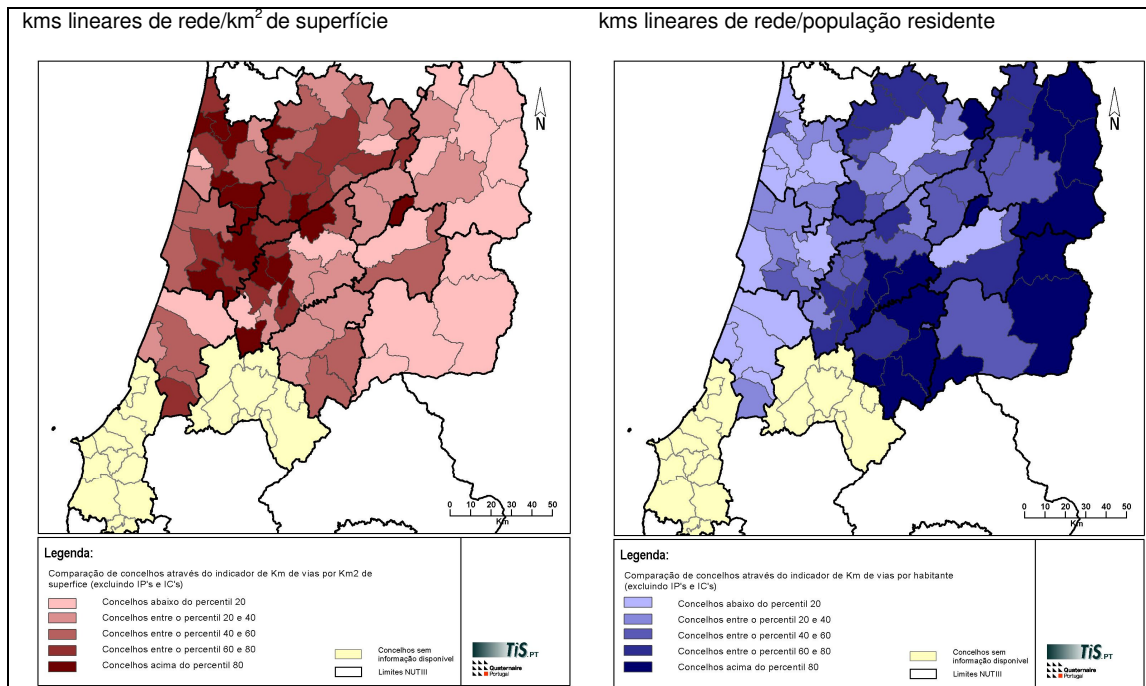 kms lineares de rede/km² de superfície
N
0 10 20 30 40 50
Km
Legenda:
Comparação de concelhos através do indicador de Km de vias por Km2 de
superfice (excluindo IP's e IC's)
Concelhos abaixo do percentil 20
Concelhos entre o percentil 20 e 40
Concelhos entre o percentil 40 e 60
Concelhos entre o percentil 60 e 80
Concelhos acima do percentil 80
Concelhos sem
informação disponível
Limites NUTIII
TiS.PT
Quaternaire
Portugal
kms lineares de rede/população residente
N
0 10 20 30 40 50
Km
Legenda:
Comparação de concelhos através do indicador de Km de vias por habitante
(excluindo IP's e IC's)
Concelhos abaixo do percentil 20
Concelhos entre o percentil 20 e 40
Concelhos entre o percentil 40 e 60
Concelhos entre o percentil 60 e 80
Concelhos acima do percentil 80
Concelhos sem
informação disponível
Limites NUTIII
TiS.PT
Quaternaire
Portugal